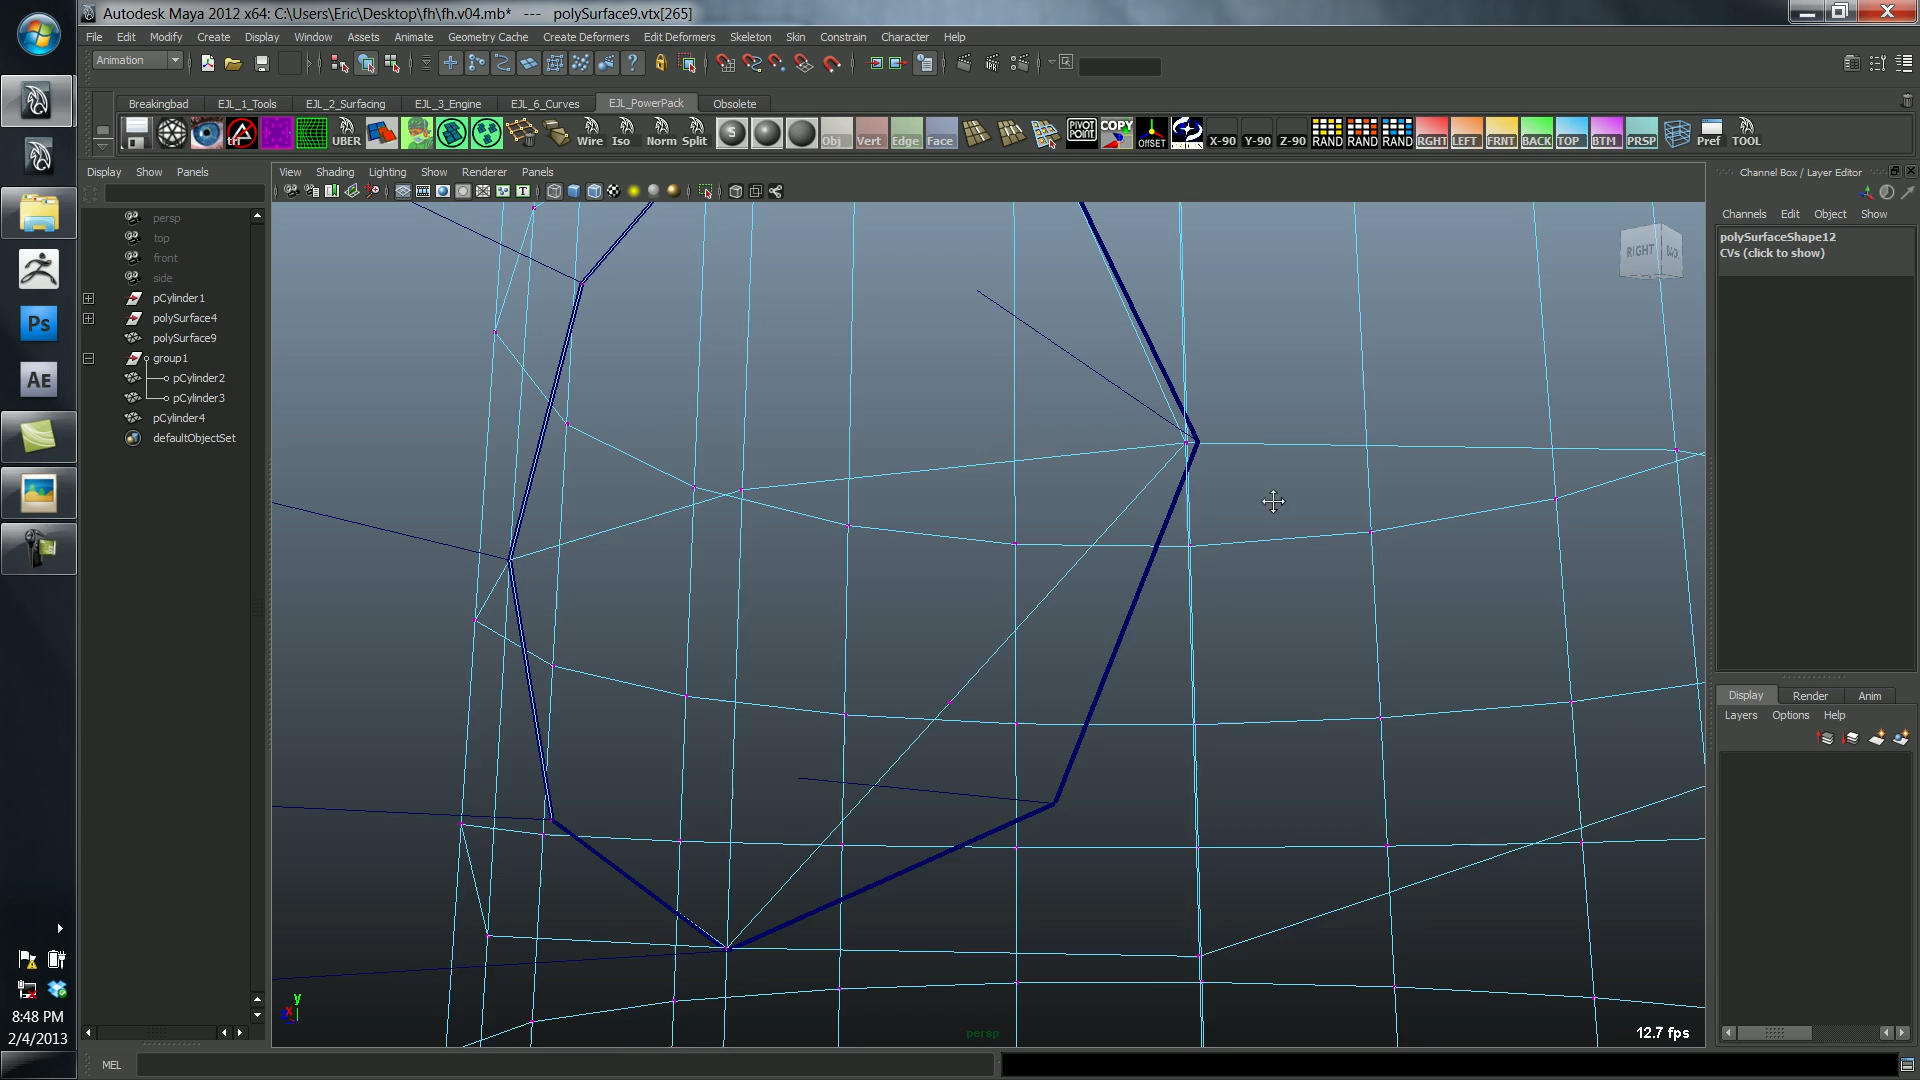 Autodesk Maya 2012 x64: C:\Users\Eric\Desktop\fh\fh.v04.mb* --- polySurface9.vtx[265]
File Edit Modify Create Display Window Assets Animate Geometry Cache Create Deformers Edit Deformers Skeleton Skin Constrain Character Help
Animation
Breakingbad EJL_1_Tools EJL_2_Surfacing EJL_3_Engine EJL_6_Curves EJL_PowerPack Obsolete
trA UBER Wire Iso Norm Split S Obj Vert Edge Face PIVOT POINT COPY OffSET X-90 Y-90 Z-90 RAND RAND RAND RGHT LEFT FRNT BACK TOP BTM PRSP Pref TOOL
Display Show Panels
View Shading Lighting Show Renderer Panels
persp
top
front
side
pCylinder1
polySurface4
polySurface9
group1
pCylinder2
pCylinder3
pCylinder4
defaultObjectSet
RIGHT BACK
Channel Box / Layer Editor
Channels Edit Object Show
polySurfaceShape12
CVs (click to show)
Display Render Anim
Layers Options Help
Ps
AE
8:48 PM
2/4/2013
y
x
persp
12.7 fps
MEL